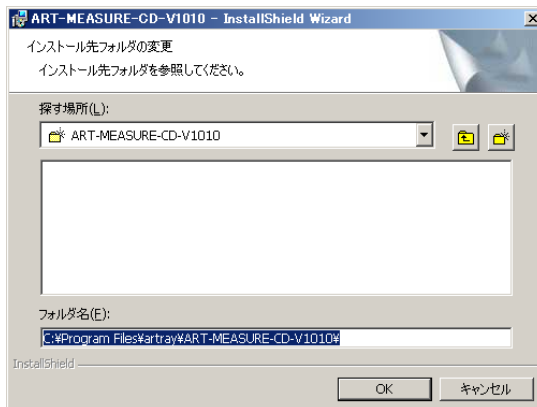 ART-MEASURE-CD-V1010 - InstallShield Wizard
インストール先フォルダの変更
インストール先フォルダを参照してください。
探す場所(L):
ART-MEASURE-CD-V1010
フォルダ名(F):
C:¥Program Files¥artray¥ART-MEASURE-CD-V1010¥
InstallShield
OK
キャンセル